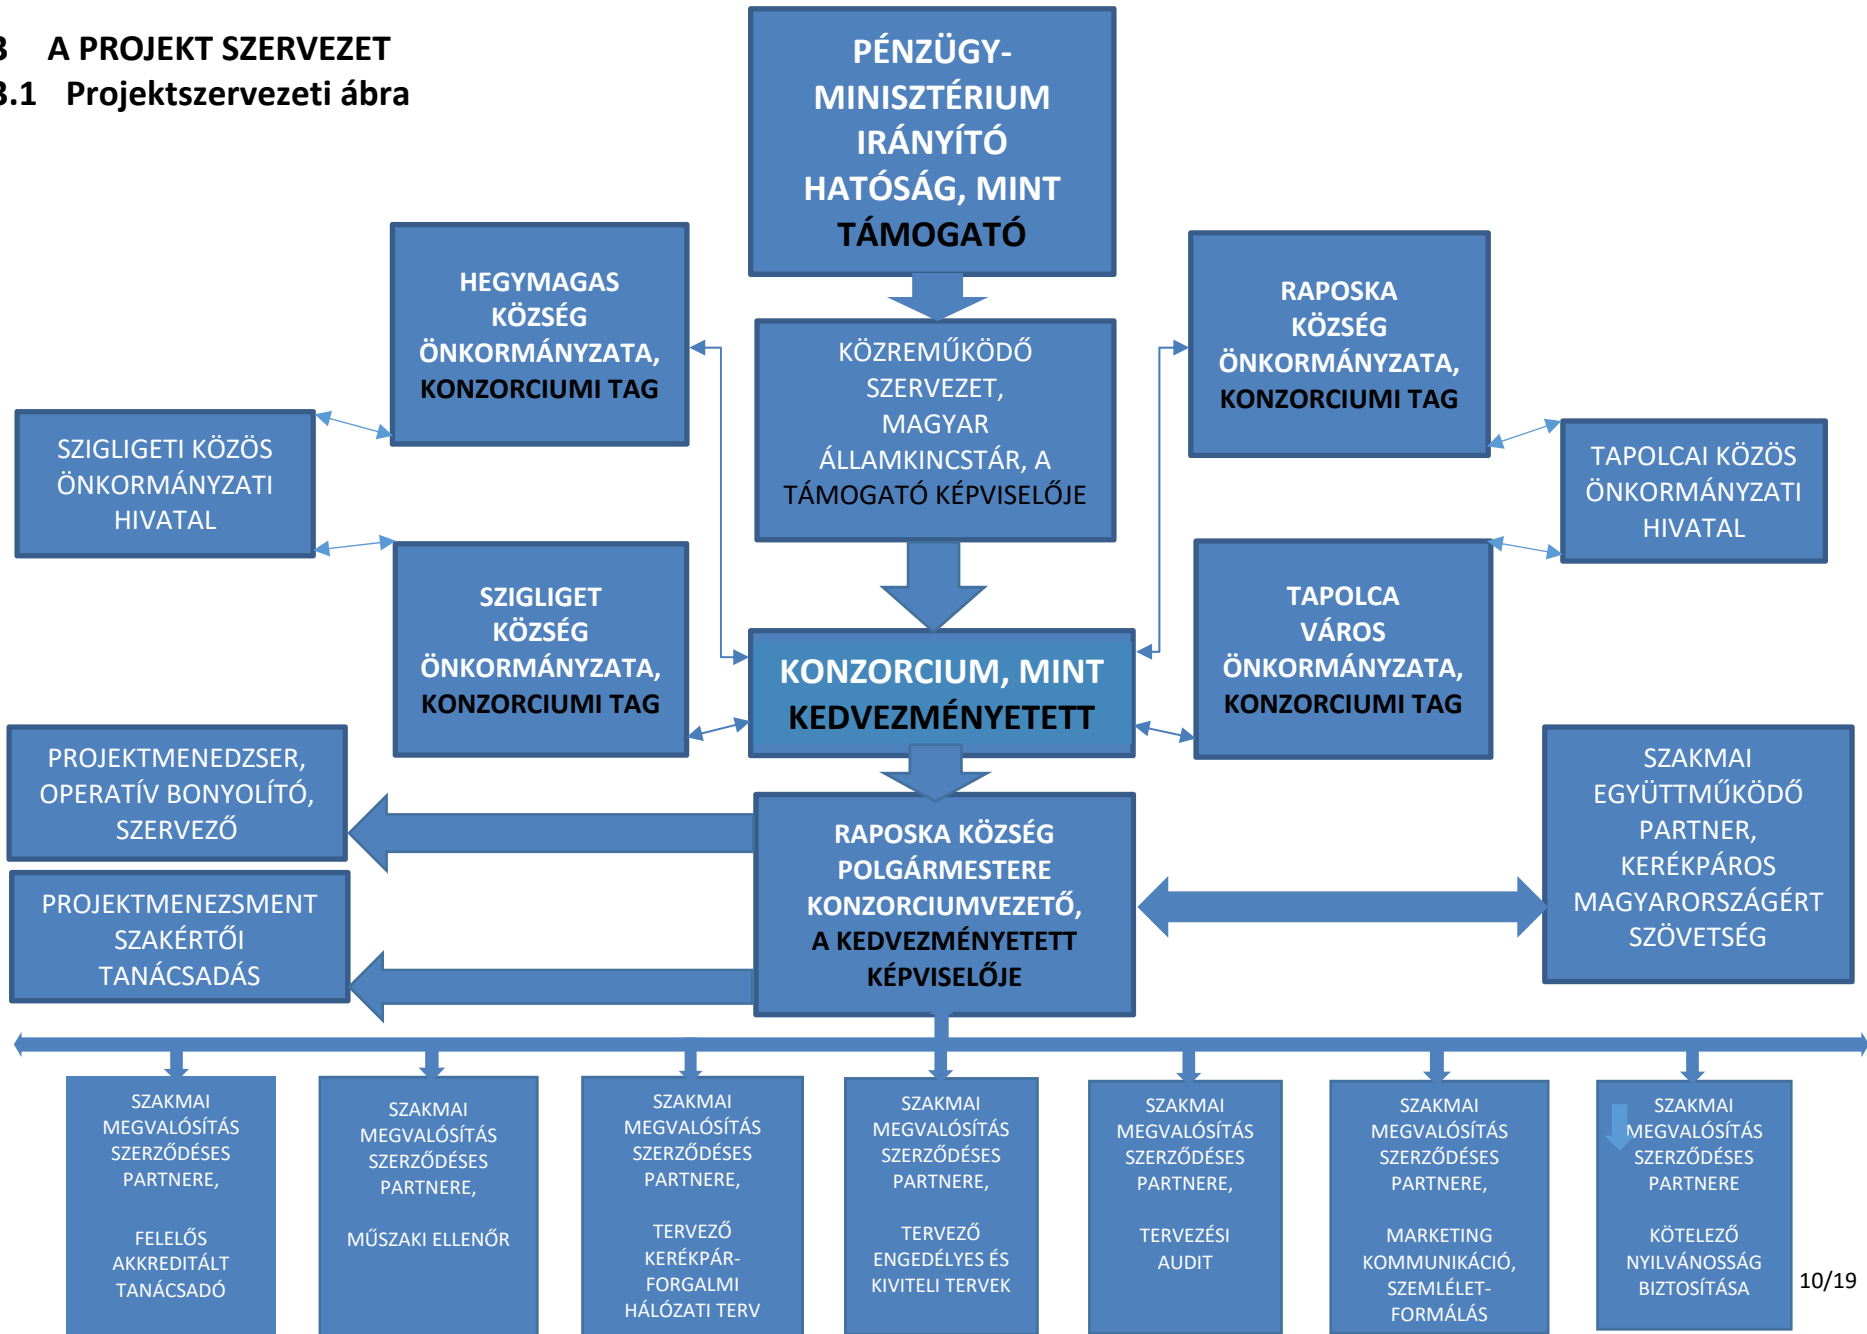 3 A PROJEKT SZERVEZET
3.1 Projektszervezeti ábra
PÉNZÜGY-
MINISZTÉRIUM
IRÁNYÍTÓ
HATÓSÁG, MINT
TÁMOGATÓ
HEGYMAGAS
KÖZSÉG
ÖNKORMÁNYZATA,
KONZORCIUMI TAG
KÖZREMŰKÖDŐ
SZERVEZET,
MAGYAR
ÁLLAMKINCSTÁR, A
TÁMOGATÓ KÉPVISELŐJE
RAPOSKA
KÖZSÉG
ÖNKORMÁNYZATA,
KONZORCIUMI TAG
SZIGLIGETI KÖZÖS
ÖNKORMÁNYZATI
HIVATAL
TAPOLCAI KÖZÖS
ÖNKORMÁNYZATI
HIVATAL
SZIGLIGET
KÖZSÉG
ÖNKORMÁNYZATA,
KONZORCIUMI TAG
KONZORCIUM, MINT
KEDVEZMÉNYETETT
TAPOLCA
VÁROS
ÖNKORMÁNYZATA,
KONZORCIUMI TAG
PROJEKTMENEDZSER,
OPERATÍV BONYOLÍTÓ,
SZERVEZŐ
PROJEKTMENEZSMENT
SZAKÉRTŐI
TANÁCSADÁS
RAPOSKA KÖZSÉG
POLGÁRMESTERE
KONZORCIUMVEZETŐ,
A KEDVEZMÉNYETETT
KÉPVISELŐJE
SZAKMAI
EGYÜTTMŰKÖDŐ
PARTNER,
KERÉKPÁROS
MAGYARORSZÁGÉRT
SZÖVETSÉG
SZAKMAI
MEGVALÓSÍTÁS
SZERZŐDÉSES
PARTNERE,
FELELŐS
AKKREDITÁLT
TANÁCSADÓ
SZAKMAI
MEGVALÓSÍTÁS
SZERZŐDÉSES
PARTNERE,
MŰSZAKI ELLENŐR
SZAKMAI
MEGVALÓSÍTÁS
SZERZŐDÉSES
PARTNERE,
TERVEZŐ
KERÉKPÁR-
FORGALMI
HÁLÓZATI TERV
SZAKMAI
MEGVALÓSÍTÁS
SZERZŐDÉSES
PARTNERE,
TERVEZŐ
ENGEDÉLYES ÉS
KIVITELI TERVEK
SZAKMAI
MEGVALÓSÍTÁS
SZERZŐDÉSES
PARTNERE,
TERVEZÉSI
AUDIT
SZAKMAI
MEGVALÓSÍTÁS
SZERZŐDÉSES
PARTNERE,
MARKETING
KOMMUNIKÁCIÓ,
SZEMLÉLET-
FORMÁLÁS
SZAKMAI
MEGVALÓSÍTÁS
SZERZŐDÉSES
PARTNERE
KÖTELEZŐ
NYILVÁNOSSÁG
BIZTOSÍTÁSA
10/19